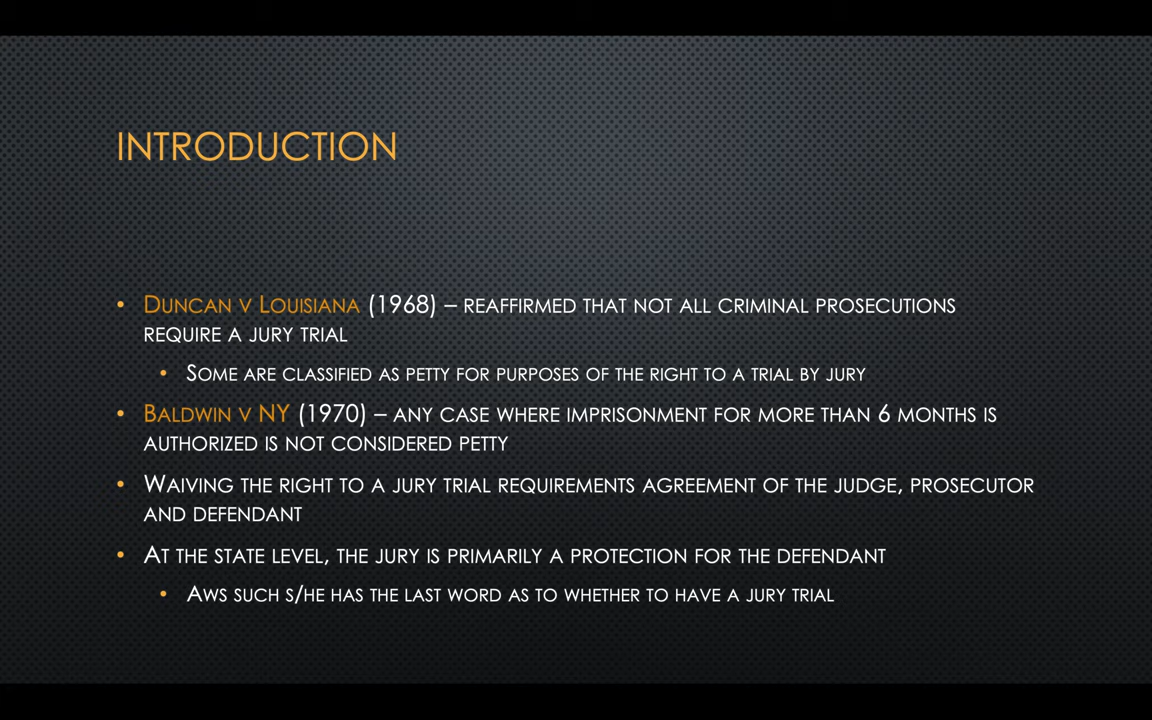 INTRODUCTION
• DUNCAN V LOUISIANA (1968) – REAFFIRMED THAT NOT ALL CRIMINAL PROSECUTIONS
REQUIRE A JURY TRIAL
• SOME ARE CLASSIFIED AS PETTY FOR PURPOSES OF THE RIGHT TO A TRIAL BY JURY
• BALDWIN V NY (1970) – ANY CASE WHERE IMPRISONMENT FOR MORE THAN 6 MONTHS IS
AUTHORIZED IS NOT CONSIDERED PETTY
• WAIVING THE RIGHT TO A JURY TRIAL REQUIREMENTS AGREEMENT OF THE JUDGE, PROSECUTOR
AND DEFENDANT
• AT THE STATE LEVEL, THE JURY IS PRIMARILY A PROTECTION FOR THE DEFENDANT
• AWS SUCH S/HE HAS THE LAST WORD AS TO WHETHER TO HAVE A JURY TRIAL